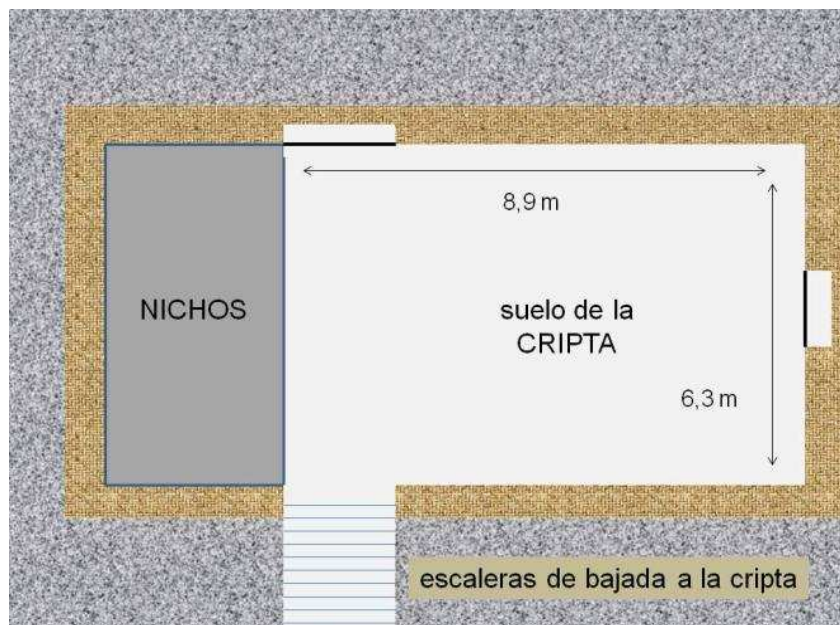 8,9 m
NICHOS
suelo de la
CRIPTA
6,3 m
escaleras de bajada a la cripta